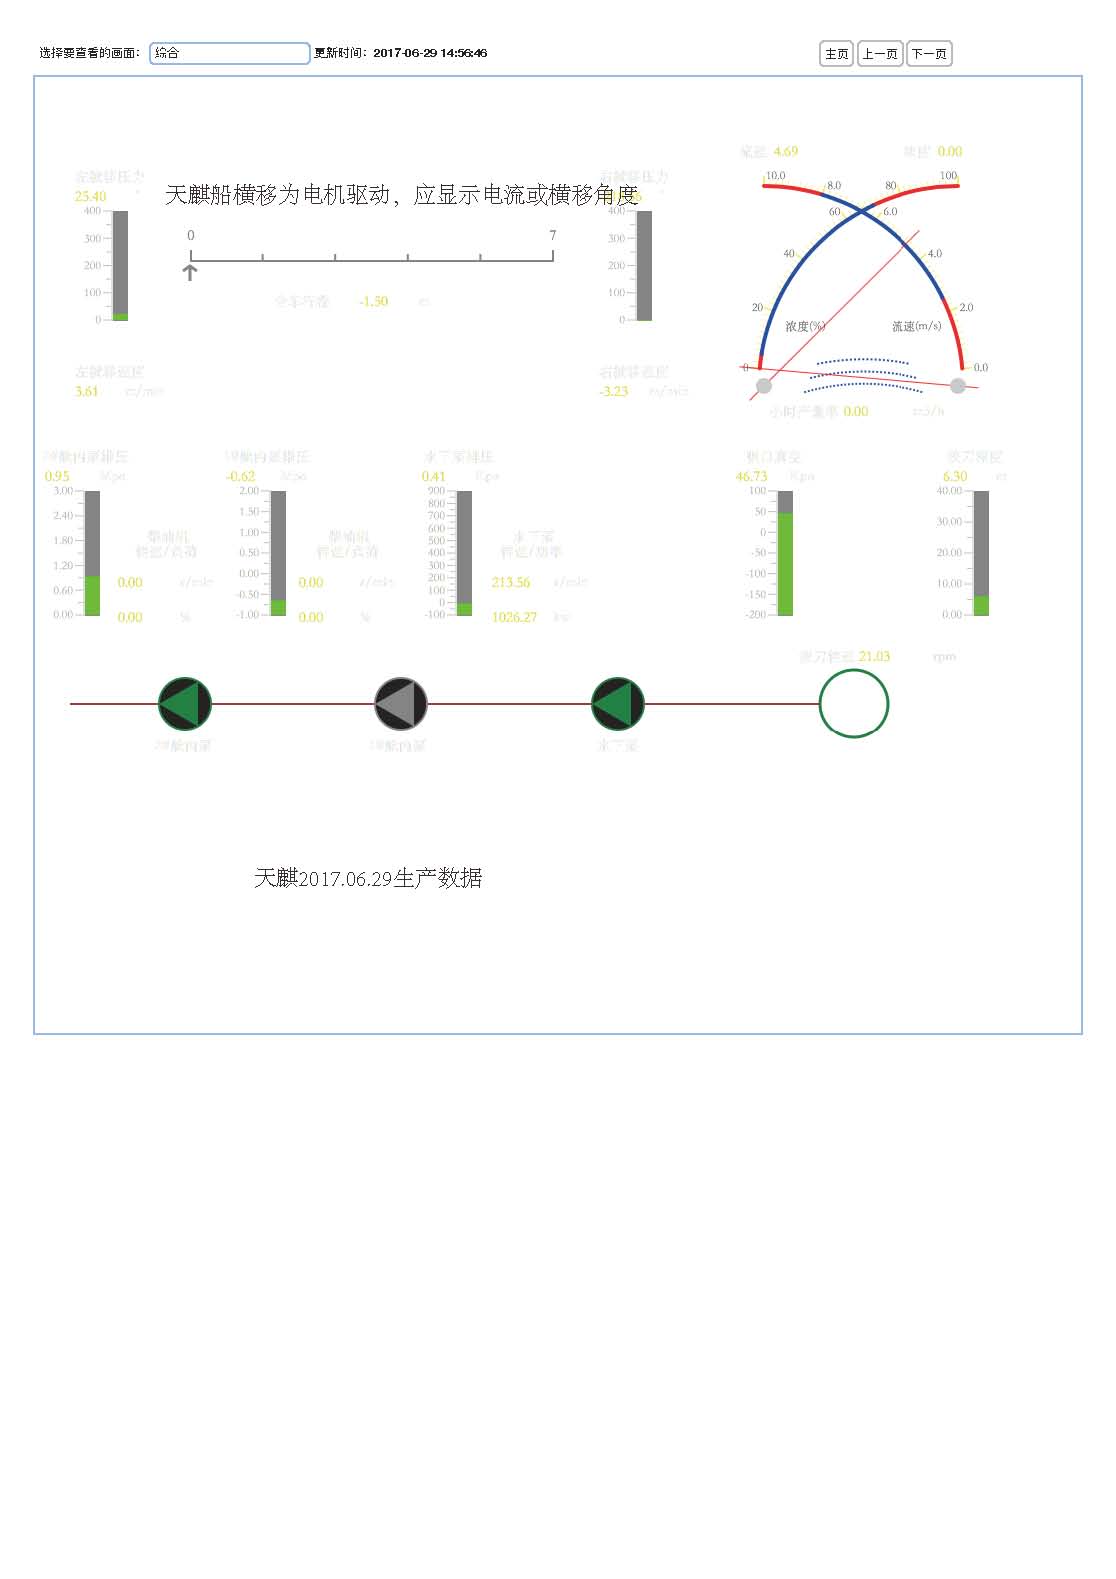 选择要查看的画面： 综合 更新时间：2017-06-29 14:56:46 主页 上一页 下一页
流速 4.69 浓度 0.00
左横移压力
25.40
天麒船横移为电机驱动，应显示电流或横移角度
右横移压力
400
300
200
100
0
0 7
台车行程 -1.50 m
400
300
200
100
0
10.0 8.0 6.0 4.0 2.0 0.0
100 80 60 40 20 0
浓度(%) 流速(m/s)
左横移速度
3.61 m/min
右横移速度
-3.23 m/min
小时产量率 0.00 m3/h
2#舱内泵排压
0.95 Mpa
3.00
2.40
1.80
1.20
0.60
0.00
柴油机
转速/负荷
0.00 r/min
0.00 %
1#舱内泵排压
-0.62 Mpa
2.00
1.50
1.00
0.50
0.00
-0.50
-1.00
柴油机
转速/负荷
0.00 r/min
0.00 %
水下泵排压
0.41 Kpa
900
800
700
600
500
400
300
200
100
0
-100
水下泵
转速/功率
213.56 r/min
1026.27 kw
吸口真空
46.73 Kpa
100
50
0
-50
-100
-150
-200
绞刀深度
6.30 m
40.00
30.00
20.00
10.00
0.00
绞刀转速 21.03 rpm
2#舱内泵 1#舱内泵 水下泵
天麒2017.06.29生产数据